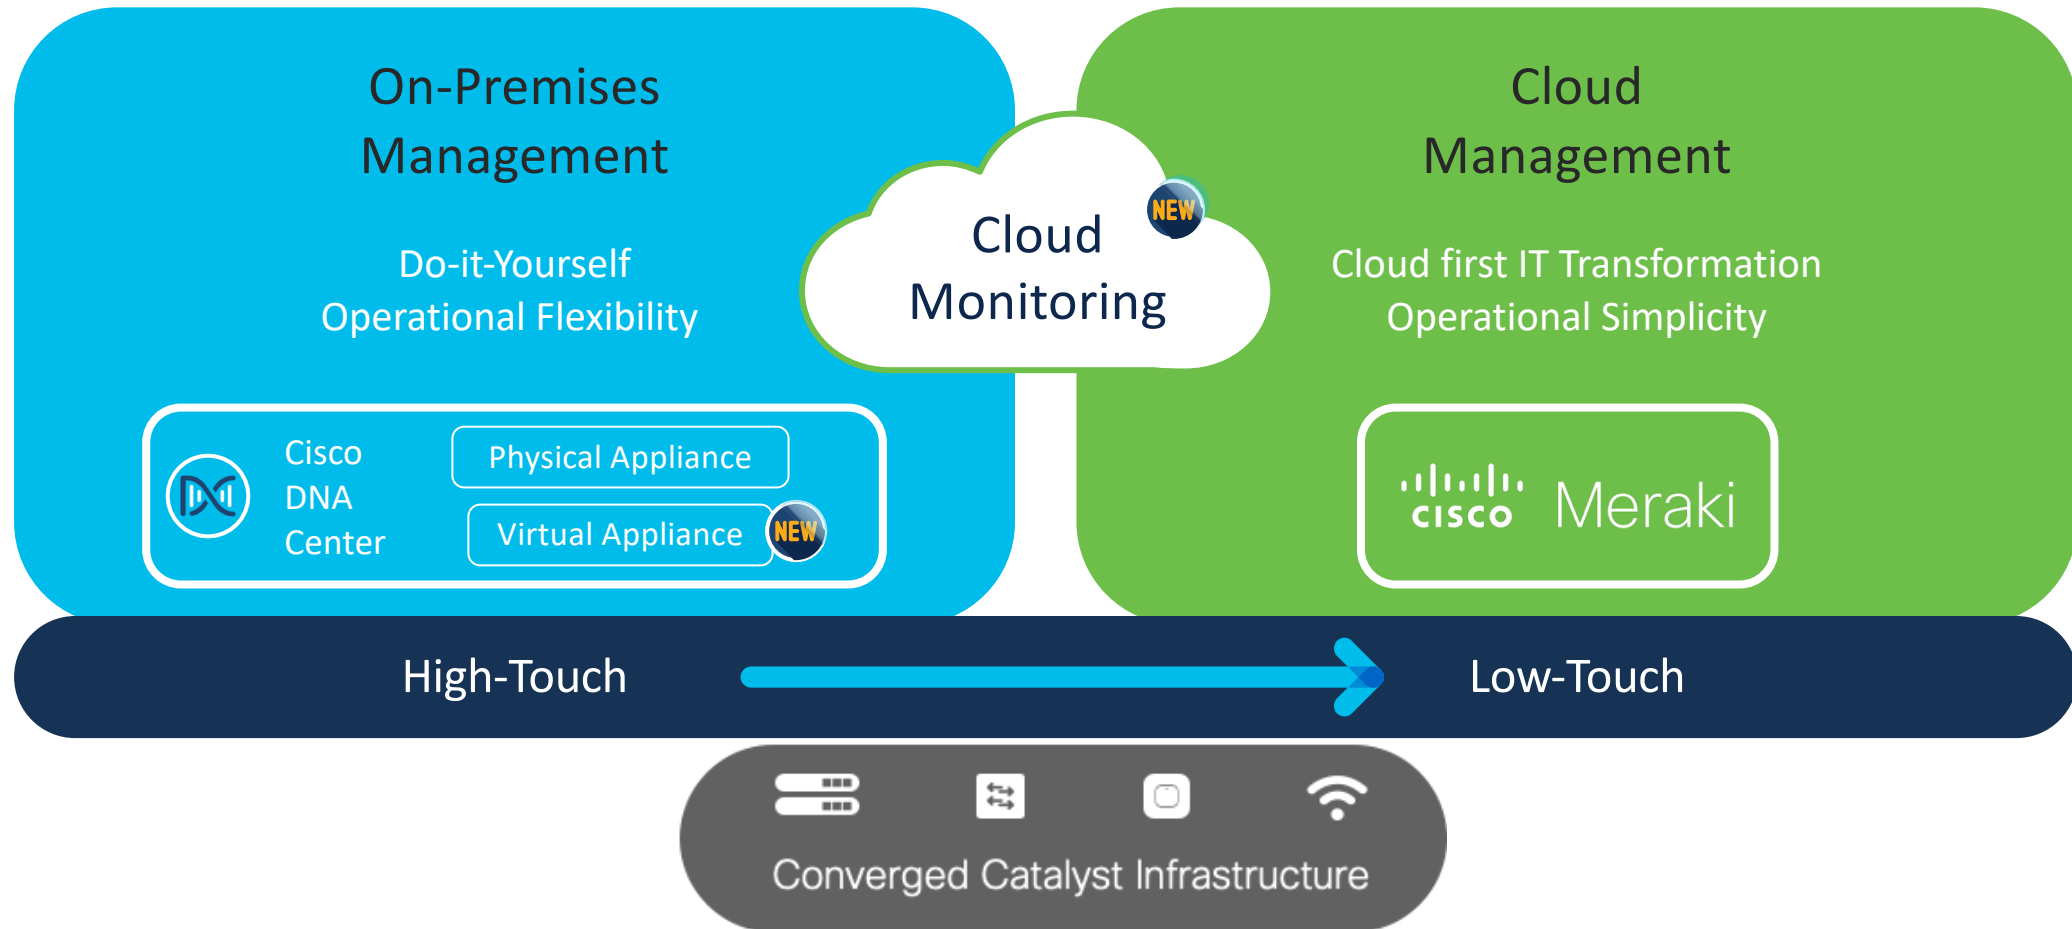 On-Premises
Management
Do-it-Yourself
Operational Flexibility
Cisco
DNA
Center
Physical Appliance
Virtual Appliance
NEW
Cloud
Monitoring
NEW
Cloud
Management
Cloud first IT Transformation
Operational Simplicity
CISCO Meraki
High-Touch
Low-Touch
Converged Catalyst Infrastructure